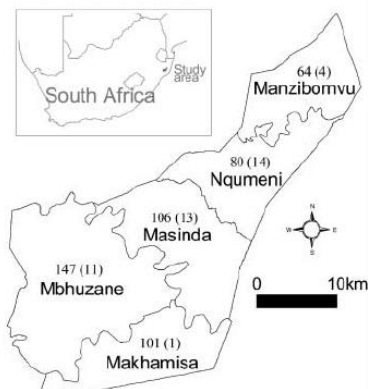 Study
area
South Africa
64 (4)
Manzibomvu
80 (14)
Nqumeni
106 (13)
Masinda
N
W
E
S
147 (11)
Mbhuzane
0
10km
101 (1)
Makhamisa